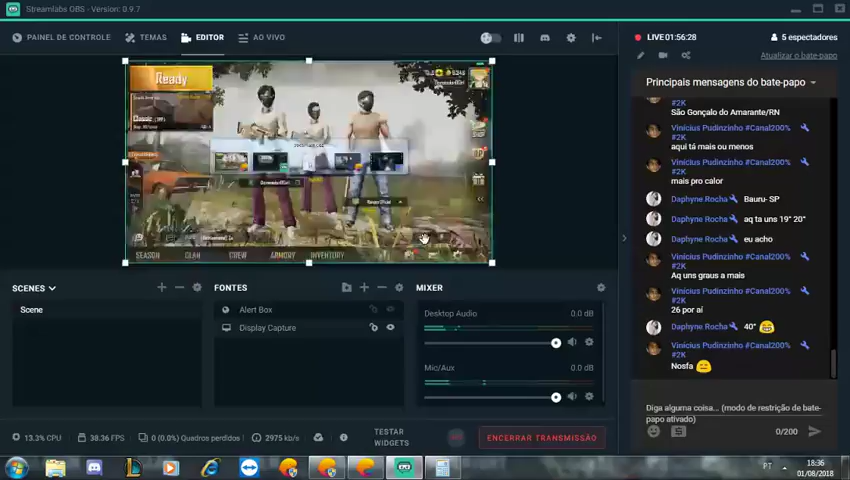 Streamlabs OBS - Version: 0.9.7
PAINEL DE CONTROLE
TEMAS
EDITOR
AO VIVO
LIVE 01:56:28
5 espectadores
Atualizar o bate-papo
Principais mensagens do bate-papo
#2K
São Gonçalo do Amarante/RN
Vinícius Pudinzinho #Canal200%
#2K
aqui tá mais ou menos
Vinícius Pudinzinho #Canal200%
#2K
mais pro calor
Daphyne.Rocha Bauru- SP
Daphyne.Rocha aq ta uns 19° 20°
Daphyne.Rocha eu acho
Vinícius Pudinzinho #Canal200%
#2K
Aq uns graus a mais
Vinícius Pudinzinho #Canal200%
#2K
26 por aí
Daphyne.Rocha 40°
Vinícius Pudinzinho #Canal200%
#2K
Nosfa
Diga alguma coisa... (modo de restrição de bate-
papo ativado)
0/200
Ready
Classic
SEASON
CLAN
CREW
ARMORY
INVENTORY
SCENES
Scene
FONTES
Alert Box
Display Capture
MIXER
Desktop Audio
0.0 dB
Mic/Aux
0.0 dB
13.3% CPU
38.36 FPS
0 (0.0%) Quadros perdidos
2975 kb/s
TESTAR
WIDGETS
ENCERRAR TRANSMISSÃO
PT
18:36
01/08/2018